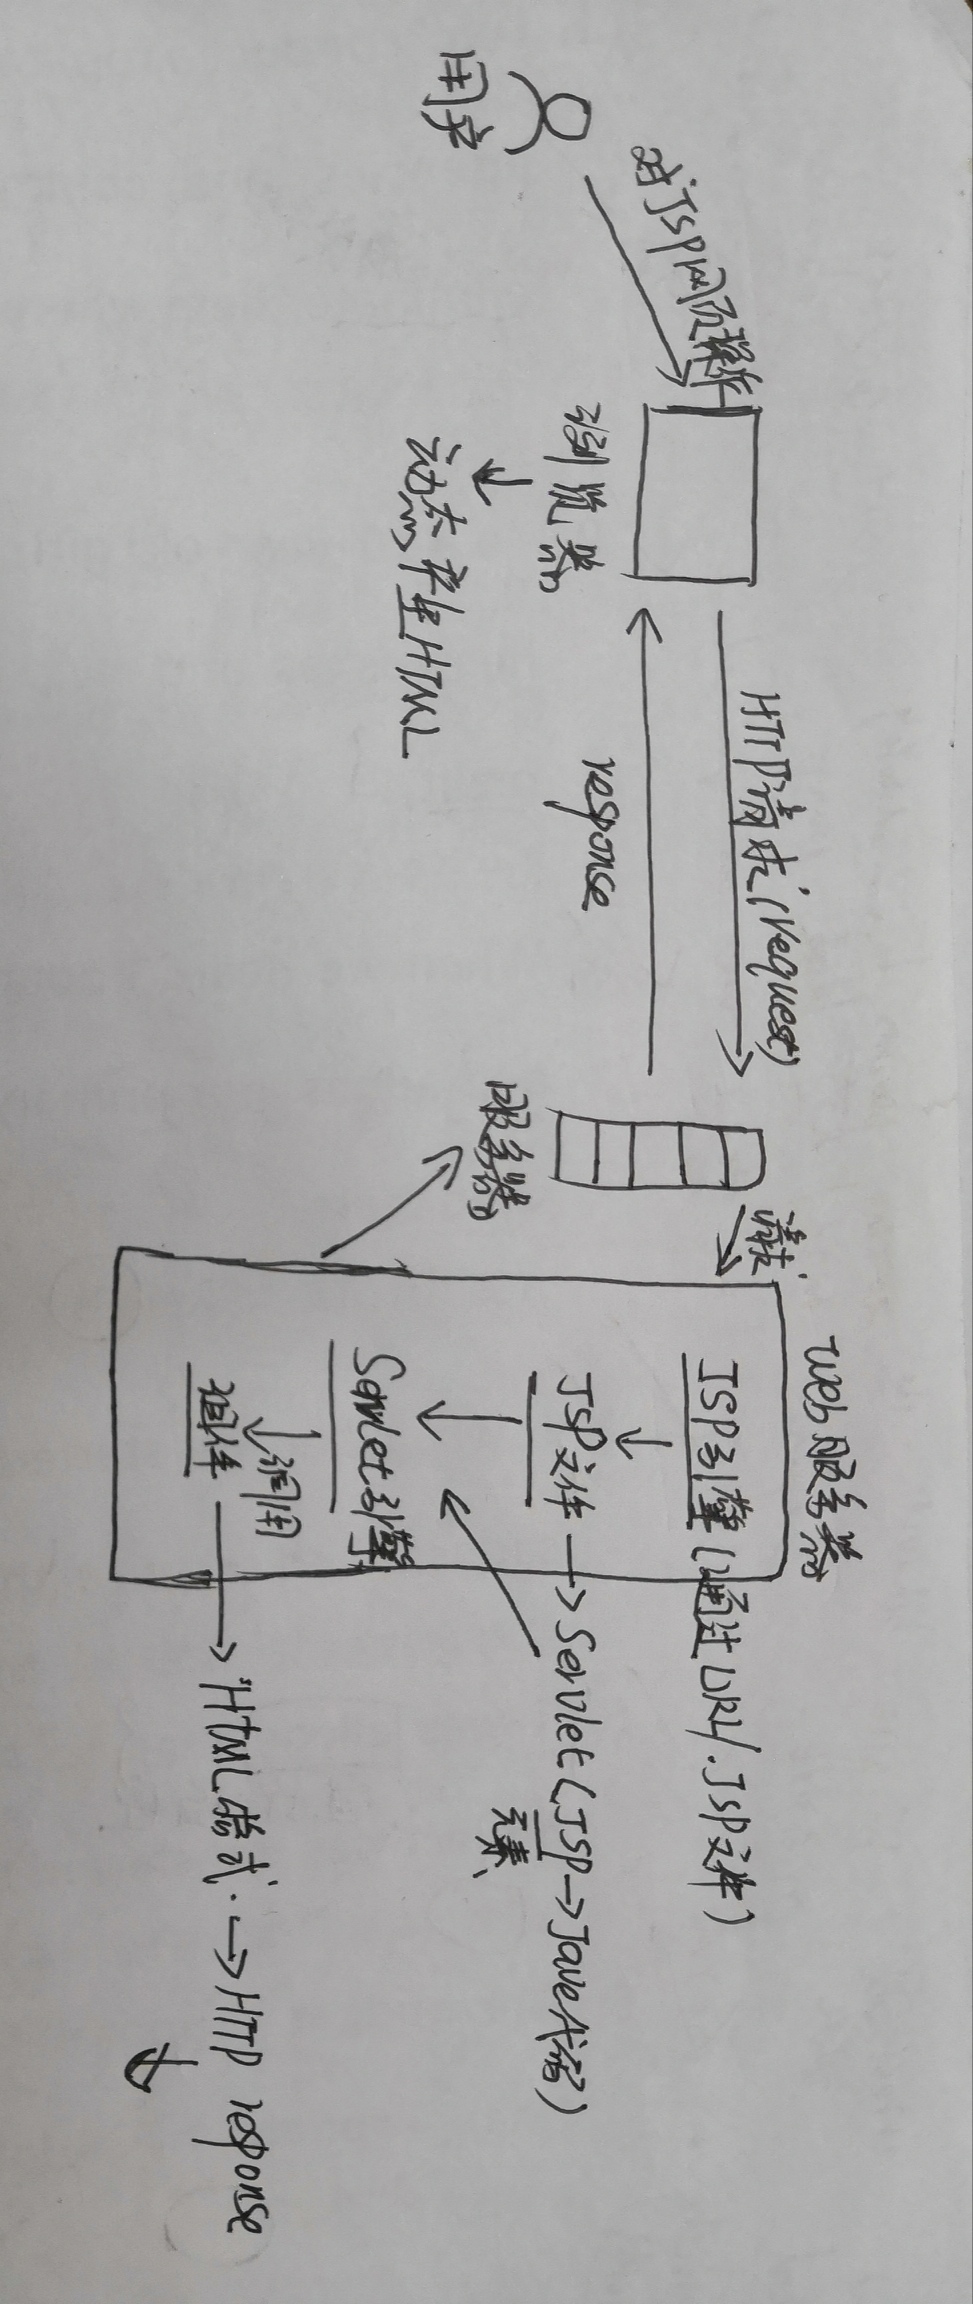 用户
对JSP网页操作
浏览器
动态产生HTML
HTTP请求(request)
response
服务器
请求
Web服务器
JSP引擎(通过URL/.JSP文件)
JSP文件→Servlet(JSP→Java代码)
元素
Servlet引擎
调用
组件→HTML格式.→HTTP response